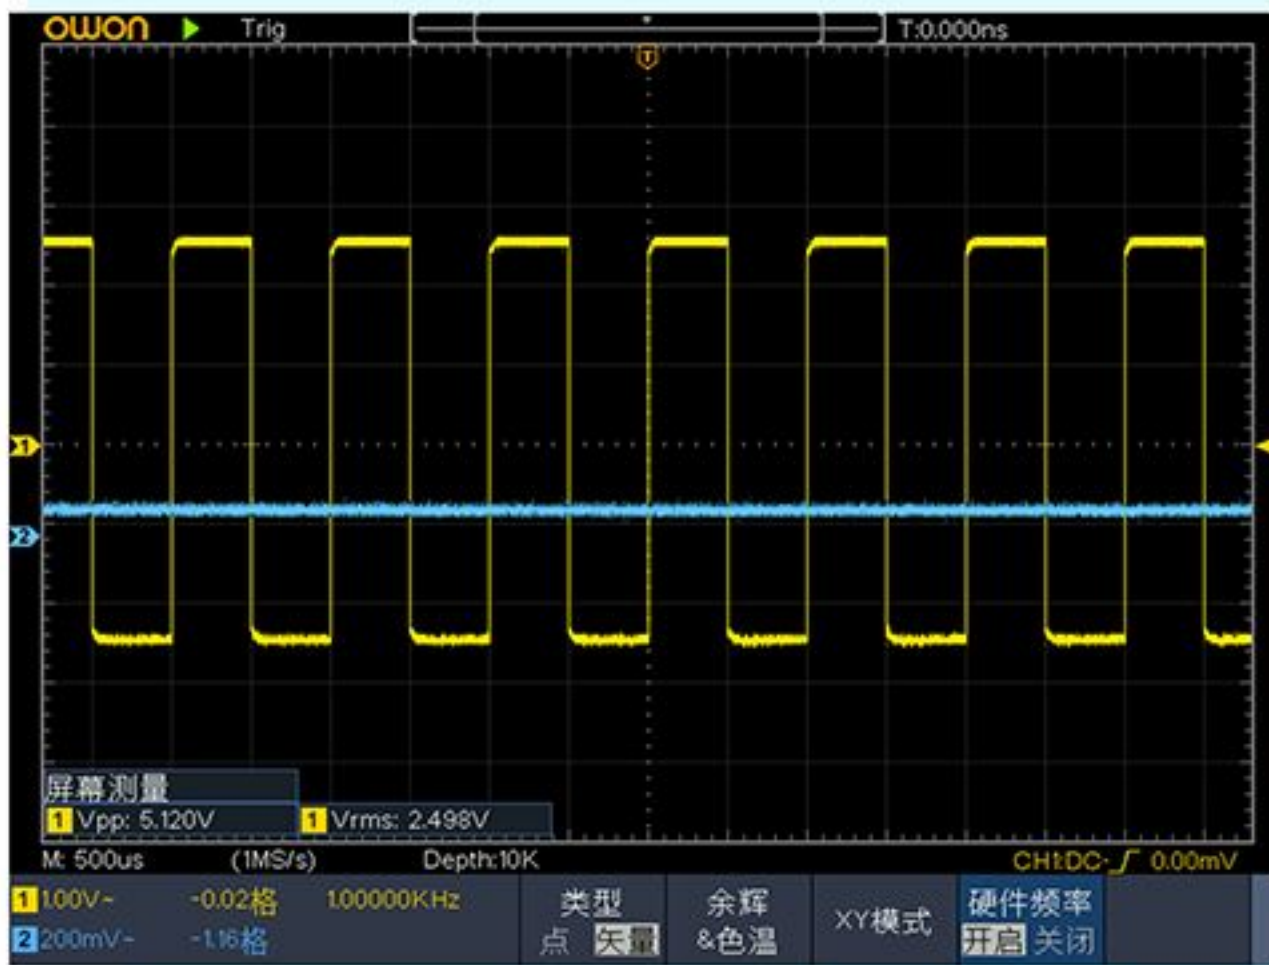 OWON Trig T:0.000ns
T
1
2
屏幕测量
1 Vpp: 5.120V 1 Vrms: 2.498V
M: 500us (1MS/s) Depth:10K CH1:DC- 0.00mV
1 1.00V~ -0.02格 1.00000KHz
2 200mV~ -1.16格
类型
点 矢量
余辉
&色温
XY模式
硬件频率
开启 关闭